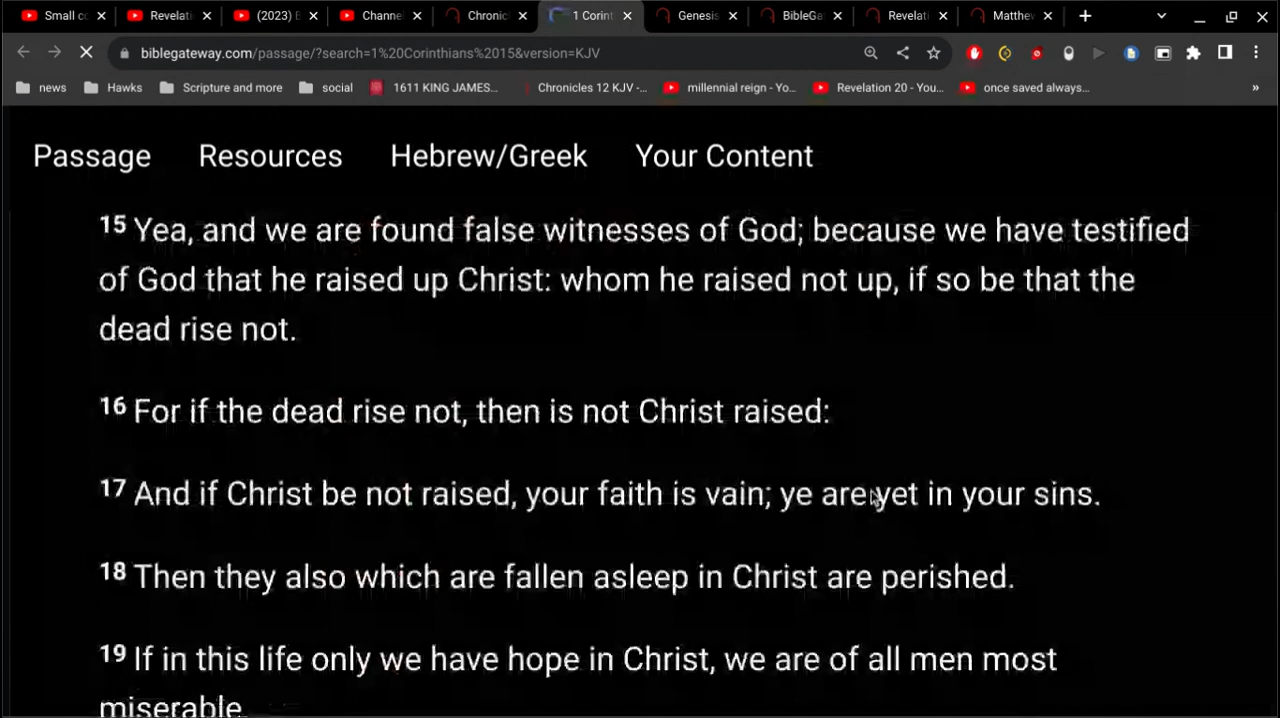 Small c
Revelati
(2023) E
Channe
Chronic
1 Corint
Genesis
BibleGa
Revelati
Matthew
biblegateway.com/passage/?search=1%20Corinthians%2015&version=KJV
news
Hawks
Scripture and more
social
1611 KING JAMES...
Chronicles 12 KJV -...
millennial reign - Yo...
Revelation 20 - You...
once saved always...
»
Passage
Resources
Hebrew/Greek
Your Content
15 Yea, and we are found false witnesses of God; because we have testified
of God that he raised up Christ: whom he raised not up, if so be that the
dead rise not.
16 For if the dead rise not, then is not Christ raised:
17 And if Christ be not raised, your faith is vain; ye are yet in your sins.
18 Then they also which are fallen asleep in Christ are perished.
19 If in this life only we have hope in Christ, we are of all men most
miserable.